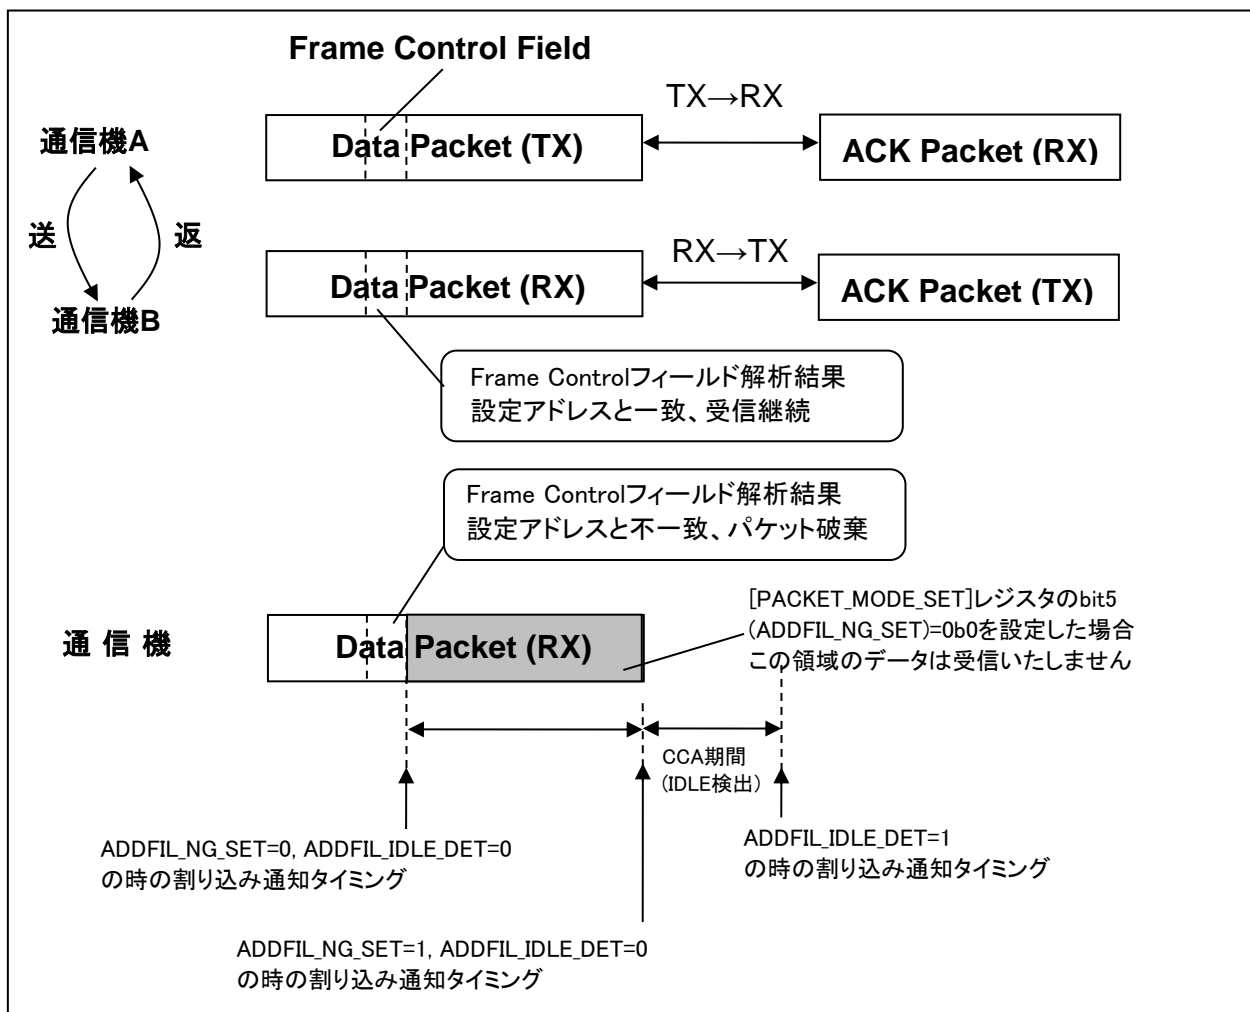 Frame Control Field
通信機A
送
返
通信機B
Data Packet (TX)
TX→RX
ACK Packet (RX)
Data Packet (RX)
RX→TX
ACK Packet (TX)
Frame Controlフィールド解析結果
設定アドレスと一致、受信継続
Frame Controlフィールド解析結果
設定アドレスと不一致、パケット破棄
通 信 機
Data Packet (RX)
[PACKET_MODE_SET]レジスタのbit5
(ADDFIL_NG_SET)=0b0を設定した場合
この領域のデータは受信いたしません
CCA期間
(IDLE検出)
ADDFIL_NG_SET=0, ADDFIL_IDLE_DET=0
の時の割り込み通知タイミング
ADDFIL_IDLE_DET=1
の時の割り込み通知タイミング
ADDFIL_NG_SET=1, ADDFIL_IDLE_DET=0
の時の割り込み通知タイミング